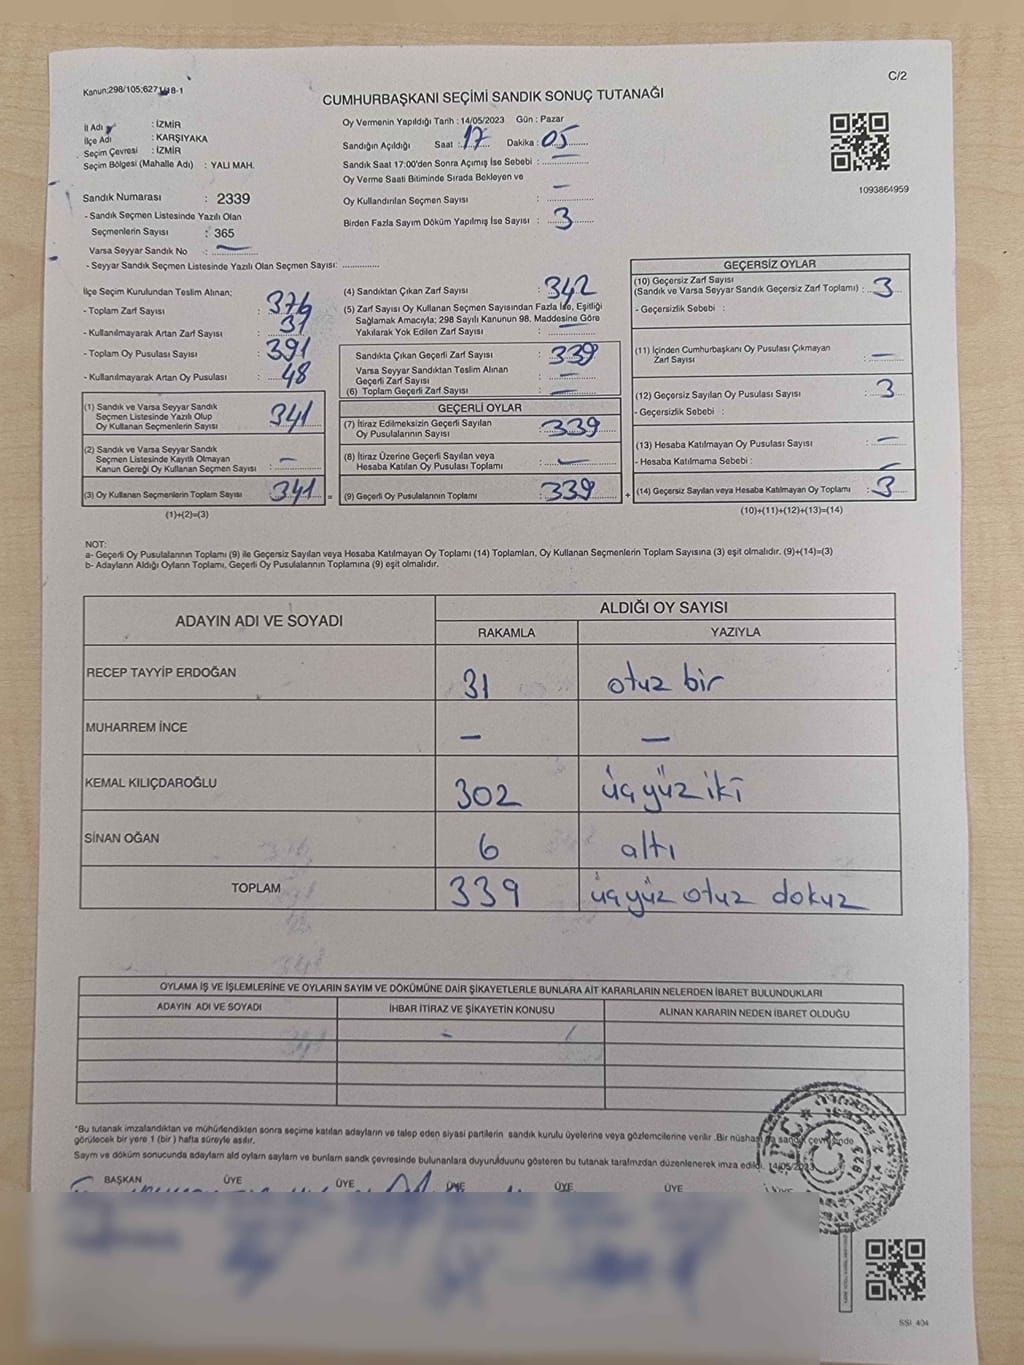 C/2
Kanun:298/105;6271/18-1
CUMHURBAŞKANI SEÇİMİ SANDIK SONUÇ TUTANAĞI
İl Adı : İZMİR
İlçe Adı : KARŞIYAKA
Seçim Çevresi : İZMİR
Seçim Bölgesi (Mahalle Adı) : YALI MAH.
Sandık Numarası : 2339
- Sandık Seçmen Listesinde Yazılı Olan
Seçmenlerin Sayısı : 365
Varsa Seyyar Sandık No : —
- Seyyar Sandık Seçmen Listesinde Yazılı Olan Seçmen Sayısı: ..............
Oy Vermenin Yapıldığı Tarih : 14/05/2023 Gün : Pazar
Sandığın Açıldığı Saat : 17 Dakika : 05
Sandık Saat 17:00'den Sonra Açımış İse Sebebi : —
Oy Verme Saati Bitiminde Sırada Bekleyen ve
Oy Kullandırılan Seçmen Sayısı : —
Birden Fazla Sayım Döküm Yapılmış İse Sayısı : 3
1093864959
İlçe Seçim Kurulundan Teslim Alınan;
- Toplam Zarf Sayısı : 376
- Kullanılmayarak Artan Zarf Sayısı : 31
- Toplam Oy Pusulası Sayısı : 391
- Kullanılmayarak Artan Oy Pusulası : 48
(1) Sandık ve Varsa Seyyar Sandık
Seçmen Listesinde Yazılı Olup
Oy Kullanan Seçmenlerin Sayısı : 341
(2) Sandık ve Varsa Seyyar Sandık
Seçmen Listesinde Kayıtlı Olmayan
Kanun Gereği Oy Kullanan Seçmen Sayısı : —
(3) Oy Kullanan Seçmenlerin Toplam Sayısı : 341 =
(1)+(2)=(3)
(4) Sandıktan Çıkan Zarf Sayısı : 342
(5) Zarf Sayısı Oy Kullanan Seçmen Sayısından Fazla İse, Eşitliği
Sağlamak Amacıyla; 298 Sayılı Kanunun 98. Maddesine Göre
Yakılarak Yok Edilen Zarf Sayısı : —
Sandıkta Çıkan Geçerli Zarf Sayısı : 339
Varsa Seyyar Sandıktan Teslim Alınan
Geçerli Zarf Sayısı : —
(6) Toplam Geçerli Zarf Sayısı : —
GEÇERLİ OYLAR
(7) İtiraz Edilmeksizin Geçerli Sayılan
Oy Pusulalarının Sayısı : 339
(8) İtiraz Üzerine Geçerli Sayılan veya
Hesaba Katılan Oy Pusulası Toplamı : —
(9) Geçerli Oy Pusulalarının Toplamı : 339 +
GEÇERSİZ OYLAR
(10) Geçersiz Zarf Sayısı
(Sandık ve Varsa Seyyar Sandık Geçersiz Zarf Toplamı) : 3
- Geçersizlik Sebebi :
(11) İçinden Cumhurbaşkanı Oy Pusulası Çıkmayan
Zarf Sayısı : —
(12) Geçersiz Sayılan Oy Pusulası Sayısı : 3
- Geçersizlik Sebebi :
(13) Hesaba Katılmayan Oy Pusulası Sayısı : —
- Hesaba Katılmama Sebebi : —
(14) Geçersiz Sayılan veya Hesaba Katılmayan Oy Toplamı : 3
(10)+(11)+(12)+(13)=(14)
NOT:
a- Geçerli Oy Pusulalarının Toplamı (9) ile Geçersiz Sayılan veya Hesaba Katılmayan Oy Toplamı (14) Toplamları, Oy Kullanan Seçmenlerin Toplam Sayısına (3) eşit olmalıdır. (9)+(14)=(3)
b- Adayların Aldığı Oyların Toplamı, Geçerli Oy Pusulalarının Toplamına (9) eşit olmalıdır.
ADAYIN ADI VE SOYADI
ALDIĞI OY SAYISI
RAKAMLA YAZIYLA
RECEP TAYYİP ERDOĞAN 31 otuz bir
MUHARREM İNCE — —
KEMAL KILIÇDAROĞLU 302 üçyüz iki
SİNAN OĞAN 6 altı
TOPLAM 339 üçyüz otuz dokuz
OYLAMA İŞ VE İŞLEMLERİNE VE OYLARIN SAYIM VE DÖKÜMÜNE DAİR ŞİKAYETLERLE BUNLARA AİT KARARLARIN NELERDEN İBARET BULUNDUKLARI
ADAYIN ADI VE SOYADI İHBAR İTİRAZ VE ŞİKAYETİN KONUSU ALINAN KARARIN NEDEN İBARET OLDUĞU
*Bu tutanak imzalandıktan ve mühürlendikten sonra seçime katılan adayların ve talep eden siyasi partilerin sandık kurulu üyelerine veya gözlemcilerine verilir .Bir nüshası da sandık çevresinde
görülecek bir yere 1 (bir ) hafta süreyle asılır.
Sayım ve döküm sonucunda adayların ald oyların sayların ve bunların sandk çevresinde bulunanlara duyurulduunu gösteren bu tutanak tarafmzdan düzenlenerek imza edildi. 14/05/2023
BAŞKAN ÜYE ÜYE ÜYE ÜYE ÜYE
SSI_404